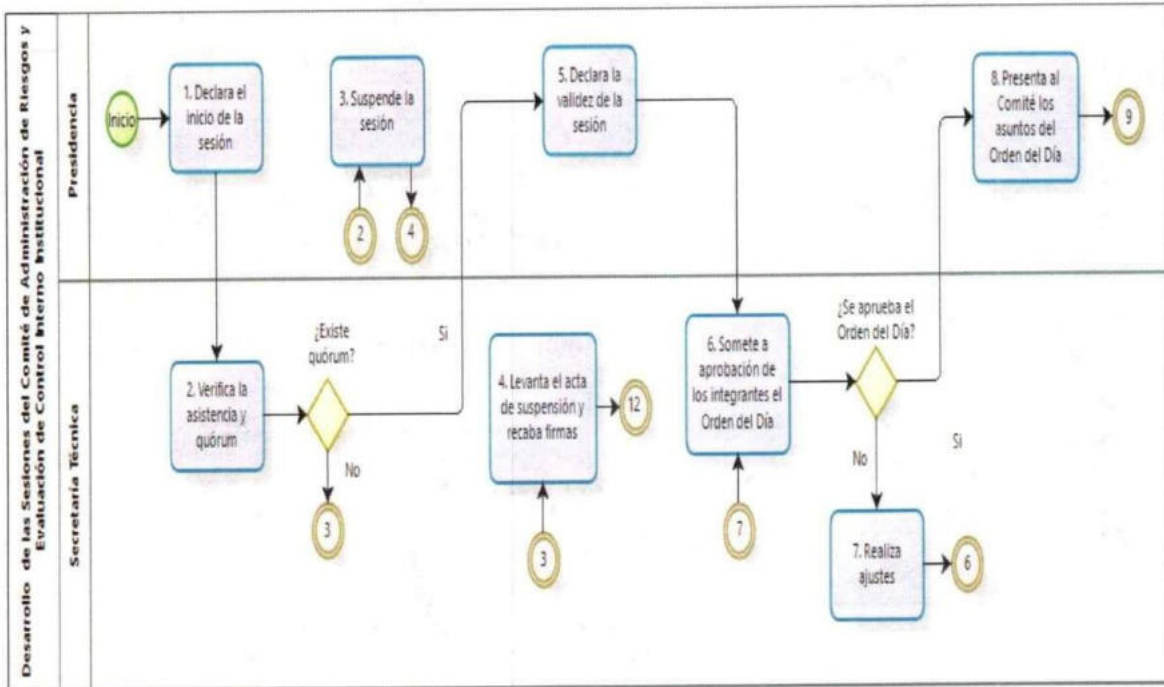 Desarrollo de las Sesiones del Comité de Administración de Riesgos y
Evaluación de Control Interno Institucional
Presidencia
Inicio
1. Declara el
inicio de la
sesión
3. Suspende la
sesión
2
4
5. Declara la
validez de la
sesión
8. Presenta al
Comité los
asuntos del
Orden del Día
9
Secretaría Técnica
2. Verifica la
asistencia y
quórum
¿Existe
quórum?
Si
No
3
4. Levanta el acta
de suspensión y
recaba firmas
12
3
6. Somete a
aprobación de
los integrantes el
Orden del Día
7
¿Se aprueba el
Orden del Día?
Si
No
7. Realiza
ajustes
6